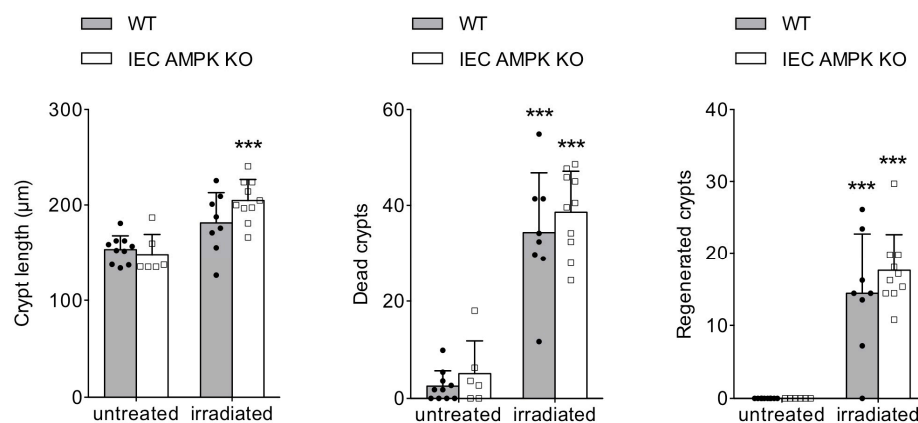 WT
IEC AMPK KO
300
200
100
0
Crypt length (µm)
***
untreated
irradiated
WT
IEC AMPK KO
60
40
20
0
Dead crypts
***
***
untreated
irradiated
WT
IEC AMPK KO
40
30
20
10
0
Regenerated crypts
***
***
untreated
irradiated